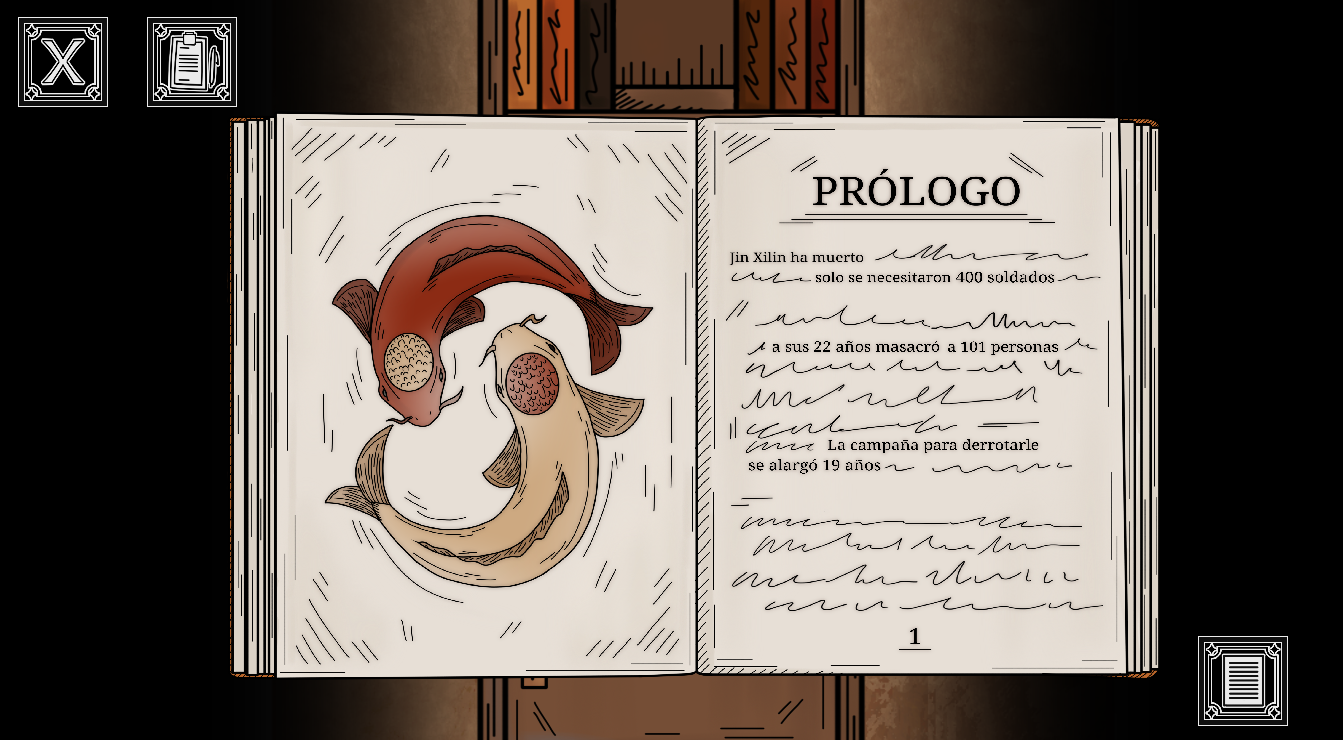 X
PRÓLOGO
Jin Xilin ha muerto
solo se necesitaron 400 soldados
a sus 22 años masacró a 101 personas
La campaña para derrotarle
se alargó 19 años
1